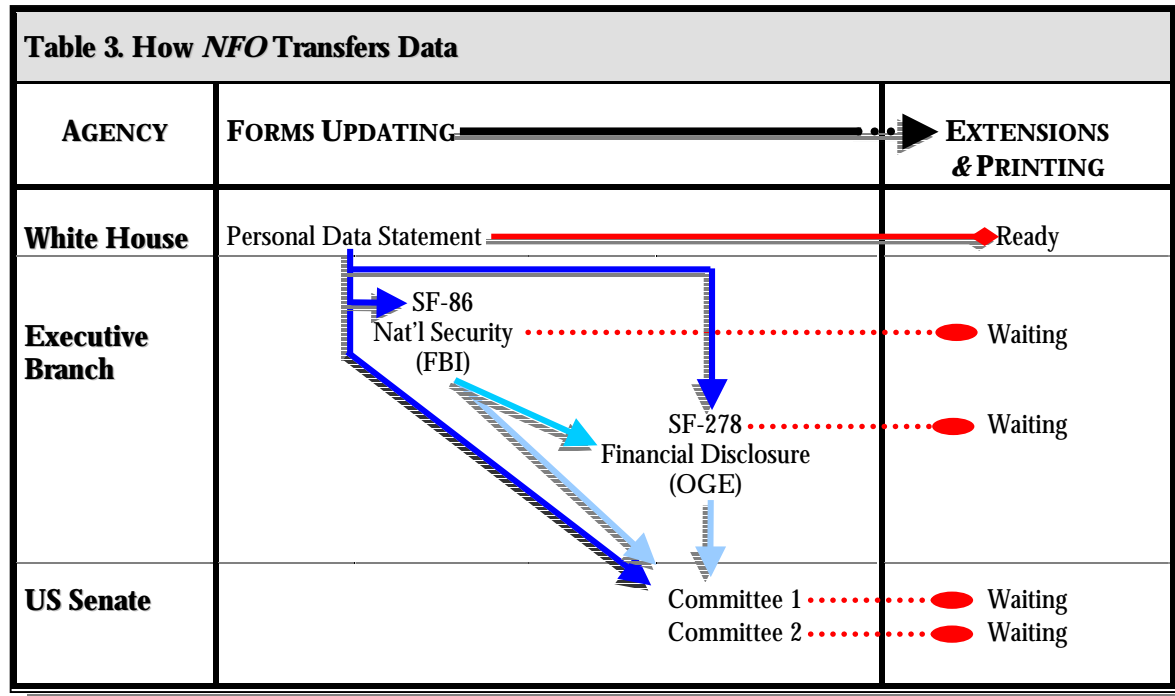 Table 3. How NFO Transfers Data
AGENCY
FORMS UPDATING
EXTENSIONS
& PRINTING
White House
Personal Data Statement
Ready
Executive
Branch
SF-86
Nat'l Security
(FBI)
Waiting
SF-278
Financial Disclosure
(OGE)
Waiting
US Senate
Committee 1
Waiting
Committee 2
Waiting